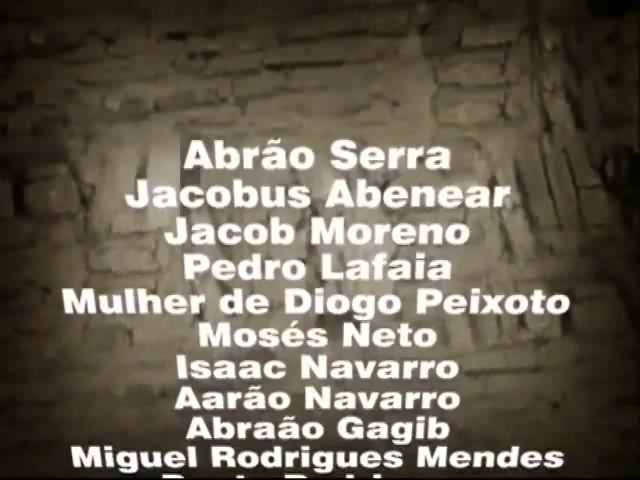 Abrão Serra
Jacobus Abenear
Jacob Moreno
Pedro Lafaia
Mulher de Diogo Peixoto
Mosés Neto
Isaac Navarro
Aarão Navarro
Abraão Gagib
Miguel Rodrigues Mendes